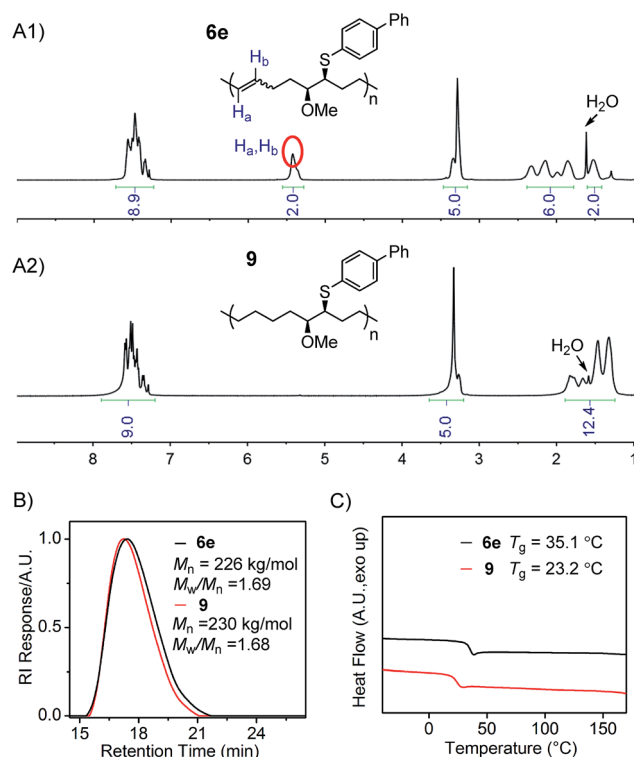 A1)
6e
Ph
S
Hb
Ha
OMe
n
Ha,Hb
H2O
8.9
2.0
5.0
6.0
2.0
A2)
9
Ph
S
OMe
n
H2O
9.0
5.0
12.4
8 7 6 5 4 3 2 1
B)
RI Response/A.U.
1.0
0.5
0.0
6e
Mn = 226 kg/mol
Mw/Mn =1.69
9
Mn =230 kg/mol
Mw/Mn =1.68
15 18 21 24
Retention Time (min)
C)
Heat Flow (A.U.,exo up)
6e Tg = 35.1 °C
9 Tg = 23.2 °C
0 50 100 150
Temperature (°C)